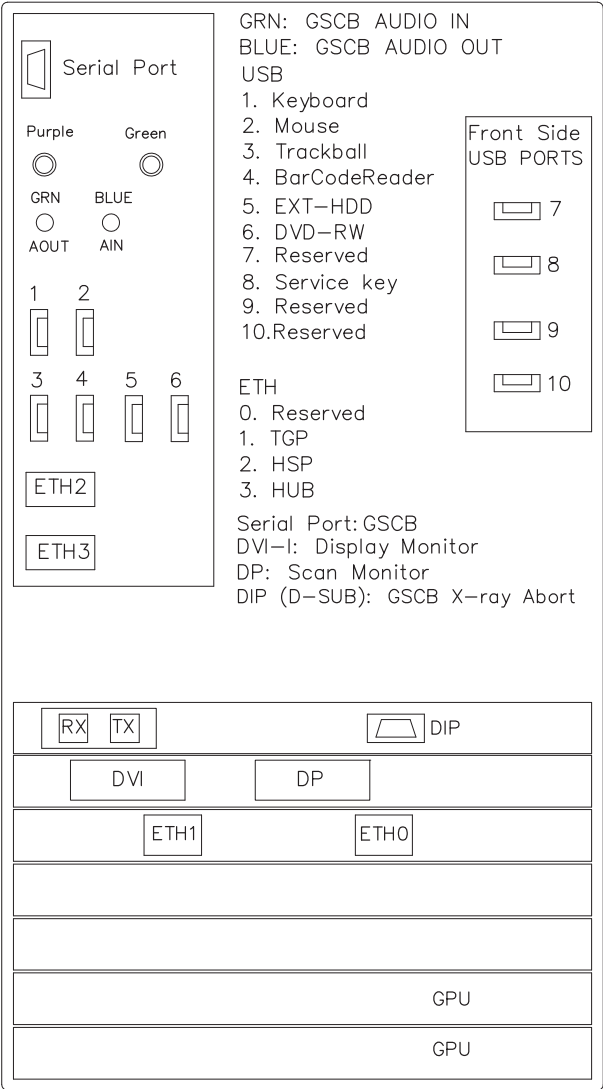 Serial Port
Purple Green
GRN BLUE
AOUT AIN
1 2
3 4 5 6
ETH2
ETH3
GRN: GSCB AUDIO IN
BLUE: GSCB AUDIO OUT
USB
1. Keyboard
2. Mouse
3. Trackball
4. BarCodeReader
5. EXT-HDD
6. DVD-RW
7. Reserved
8. Service key
9. Reserved
10.Reserved
ETH
0. Reserved
1. TGP
2. HSP
3. HUB
Serial Port: GSCB
DVI-I: Display Monitor
DP: Scan Monitor
DIP (D-SUB): GSCB X-ray Abort
Front Side
USB PORTS
7
8
9
10
RX TX DIP
DVI DP
ETH1 ETH0
GPU
GPU